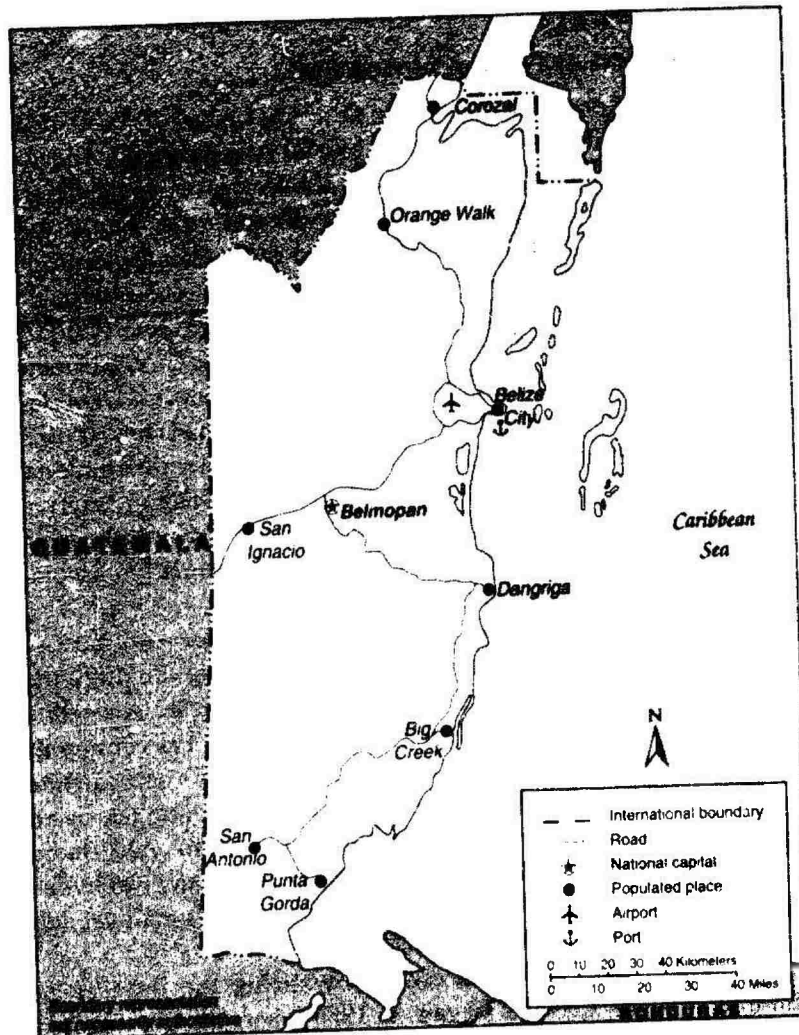 Corozal
Orange Walk
Belize
City
Belmopan
San
Ignacio
GUATEMALA
Caribbean
Sea
Dangriga
Big
Creek
N
San
Antonio
Punta
Gorda
International boundary
Road
National capital
Populated place
Airport
Port
0 10 20 30 40 Kilometers
0 10 20 30 40 Miles